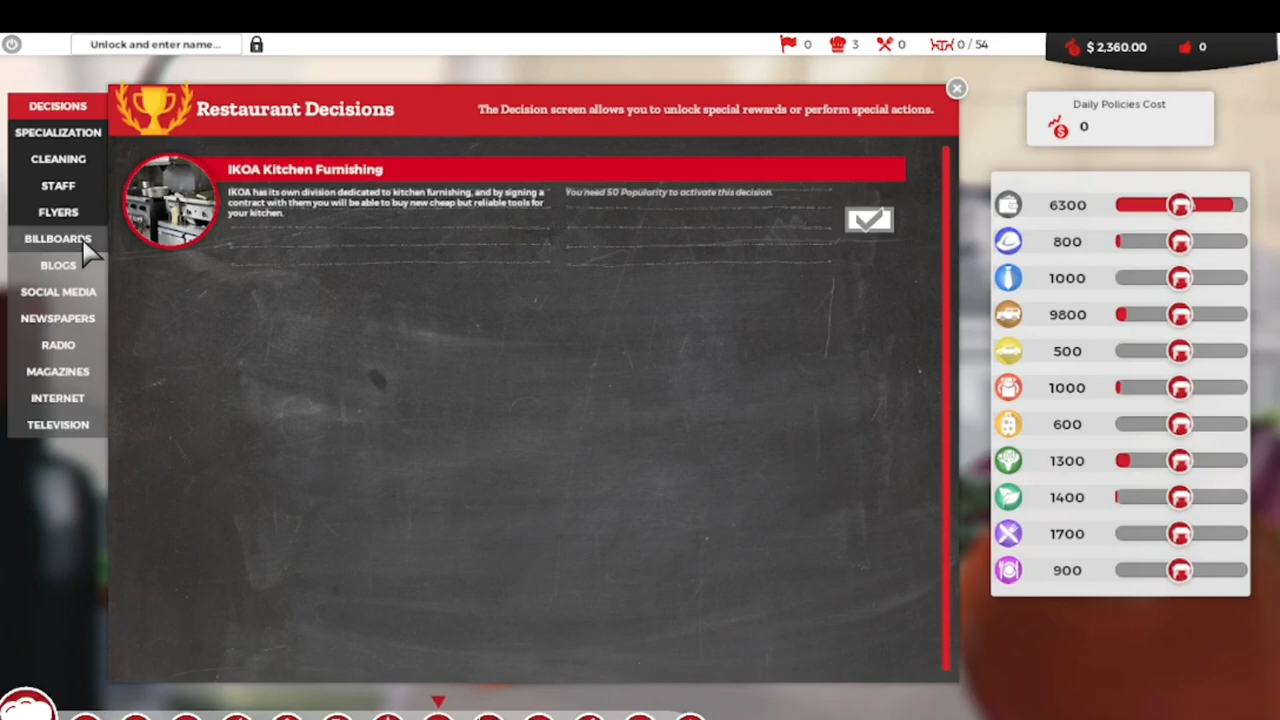 Unlock and enter name...
0
3
0
0 / 54
$ 2,360.00
0
DECISIONS
SPECIALIZATION
CLEANING
STAFF
FLYERS
BILLBOARDS
BLOGS
SOCIAL MEDIA
NEWSPAPERS
RADIO
MAGAZINES
INTERNET
TELEVISION
Restaurant Decisions
The Decision screen allows you to unlock special rewards or perform special actions.
IKOA Kitchen Furnishing
IKOA has its own division dedicated to kitchen furnishing, and by signing a
contract with them you will be able to buy new cheap but reliable tools for
your kitchen.
You need 50 Popularity to activate this decision.
Daily Policies Cost
0
6300
800
1000
9800
500
1000
600
1300
1400
1700
900